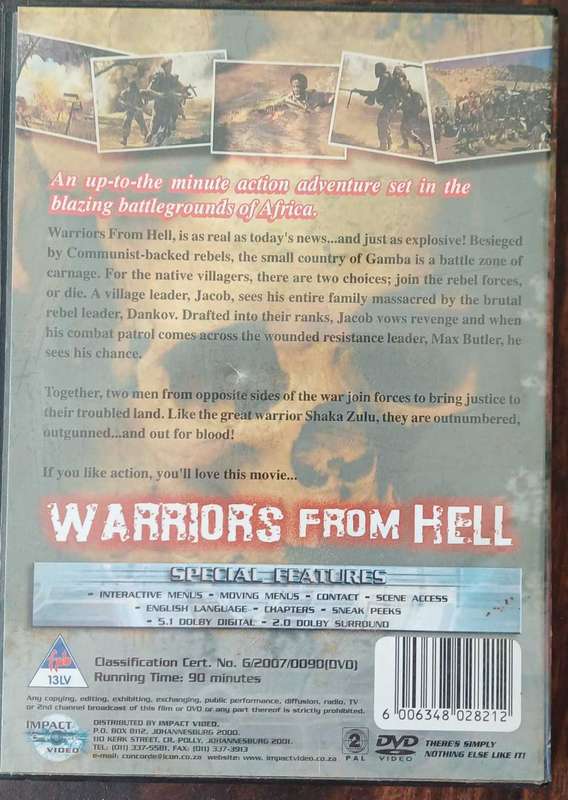 An up-to-the minute action adventure set in the
blazing battlegrounds of Africa.
Warriors From Hell, is as real as today's news...and just as explosive! Besieged
by Communist-backed rebels, the small country of Gamba is a battle zone of
carnage. For the native villagers, there are two choices; join the rebel forces,
or die. A village leader, Jacob, sees his entire family massacred by the brutal
rebel leader, Dankov. Drafted into their ranks, Jacob vows revenge and when
his combat patrol comes across the wounded resistance leader, Max Butler, he
sees his chance.
Together, two men from opposite sides of the war join forces to bring justice to
their troubled land. Like the great warrior Shaka Zulu, they are outnumbered,
outgunned...and out for blood!
If you like action, you'll love this movie...
WARRIORS FROM HELL
SPECIAL FEATURES
- INTERACTIVE MENUS - MOVING MENUS - CONTACT - SCENE ACCESS
- ENGLISH LANGUAGE - CHAPTERS - SNEAK PEEKS
- 5.1 DOLBY DIGITAL - 2.0 DOLBY SURROUND
fpb
13LV
Classification Cert. No. G/2007/0090(DVD)
Running Time: 90 minutes
Any copying, editing, exhibiting, exchanging, public performance, diffusion, radio, TV
or 2nd channel broadcast of this film or DVD or any part thereof is strictly prohibited.
6 006348 028212
IMPACT
VIDEO
DISTRIBUTED BY IMPACT VIDEO.
P.O. BOX 8112, JOHANNESBURG 2000.
110 KERK STREET, CR. POLLY, JOHANNESBURG 2001.
TEL: (011) 337-5581, FAX: (011) 337-3913
e-mail: concorde@icon.co.za website: www.impactvideo.co.za
2
PAL
DVD
VIDEO
THERE'S SIMPLY
NOTHING ELSE LIKE IT!